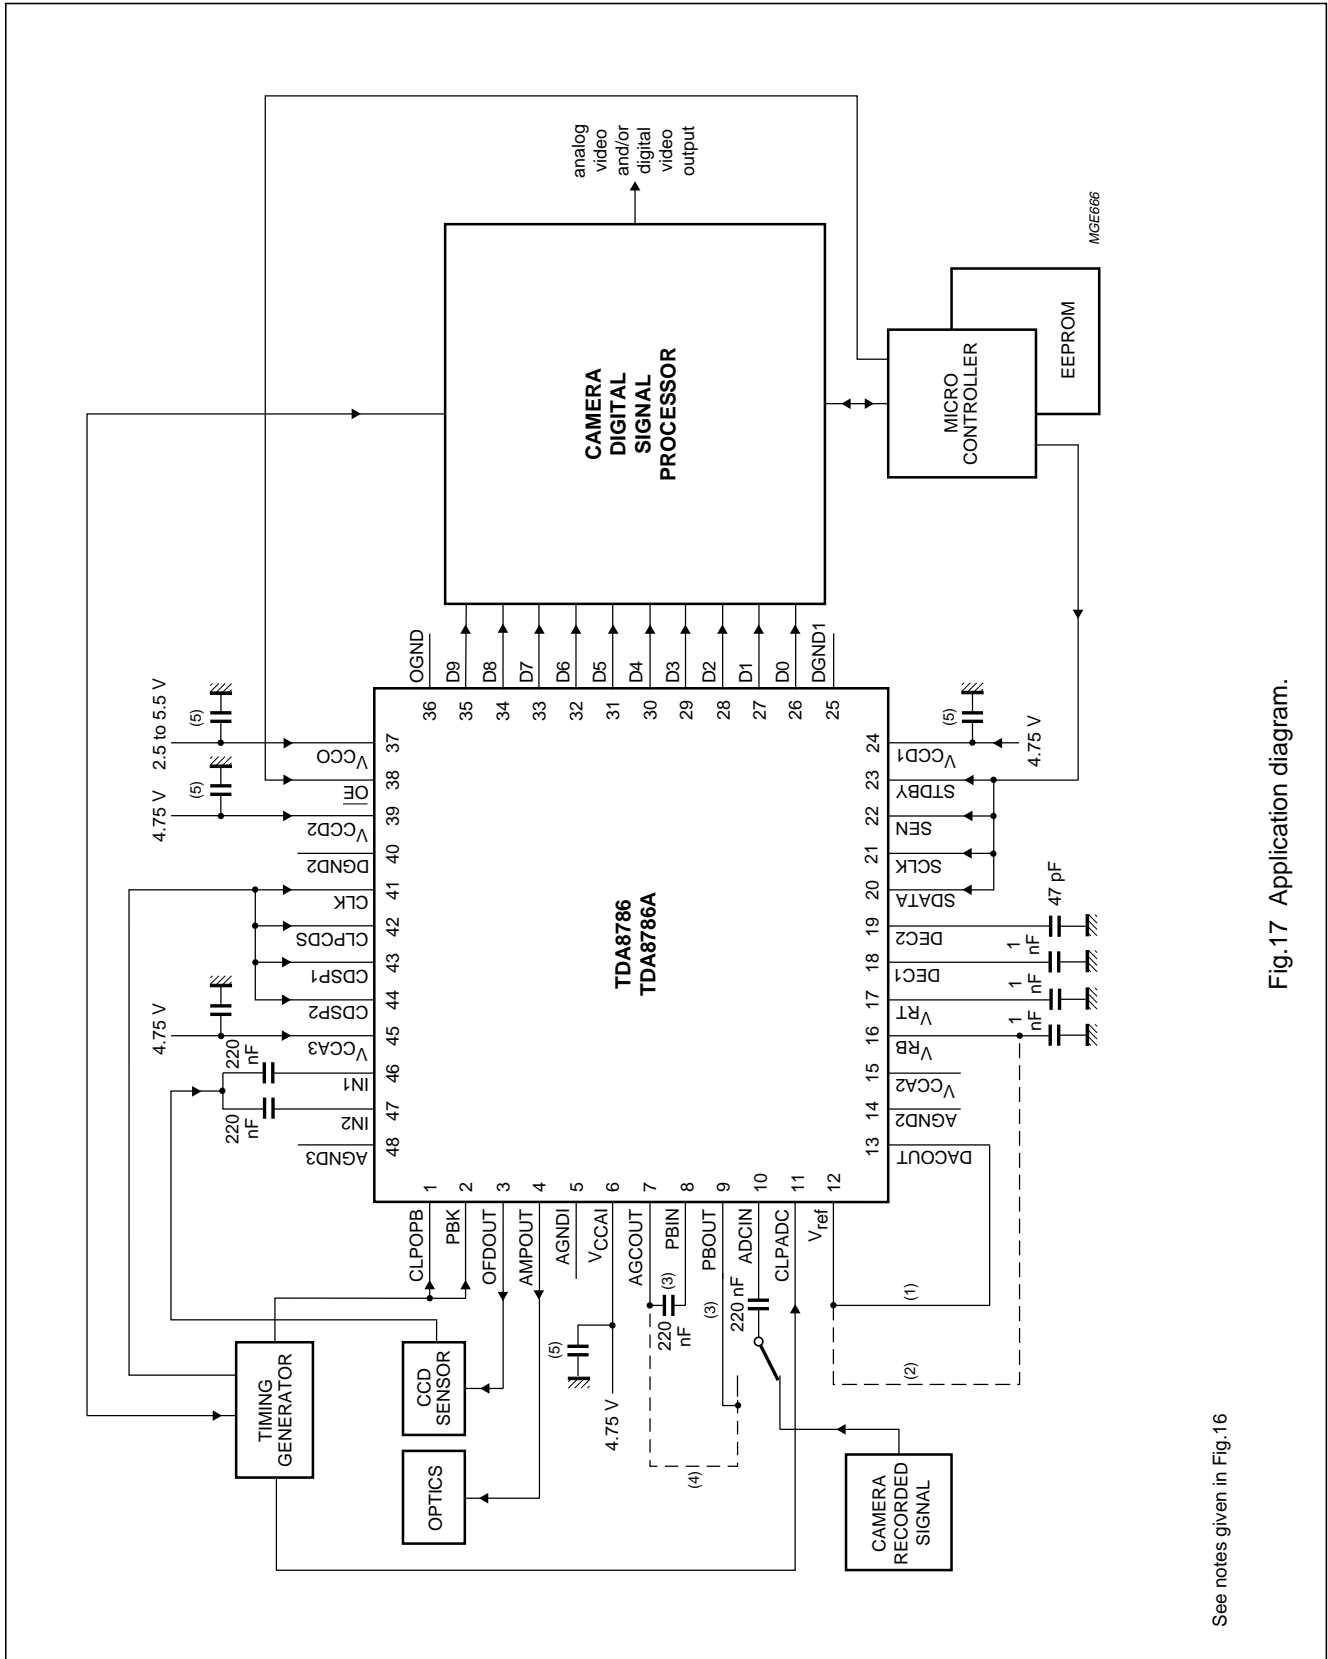 TIMING
GENERATOR
CCD
SENSOR
OPTICS
CAMERA
RECORDED
SIGNAL
TDA8786
TDA8786A
CAMERA
DIGITAL
SIGNAL
PROCESSOR
analog
video
and/or
digital
video
output
MICRO
CONTROLLER
EEPROM
MGE666
CLPOPB
1
PBK
2
OFDOUT
3
AMPOUT
4
AGNDI
5
VCCAI
6
AGCOUT
7
PBIN
8
PBOUT
9
ADCIN
10
CLPADC
11
Vref
12
DACOUT
13
AGND2
14
VCCA2
15
VRB
16
VRT
17
DEC1
18
DEC2
19
SDATA
20
SCLK
21
SEN
22
STDBY
23
VCCD1
24
DGND1
25
D0
26
D1
27
D2
28
D3
29
D4
30
D5
31
D6
32
D7
33
D8
34
D9
35
OGND
36
VCCO
37
OE
38
VCCD2
39
DGND2
40
CLK
41
CLPCDS
42
CDSP1
43
CDSP2
44
VCCA3
45
IN1
46
IN2
47
AGND3
48
220
nF
220
nF
4.75 V
4.75 V
(5)
2.5 to 5.5 V
(5)
(5)
4.75 V
220
nF
(3)
(3)
220 nF
(4)
(1)
(2)
1
nF
1
nF
1
nF
47 pF
(5)
4.75 V
See notes given in Fig.16
Fig.17 Application diagram.